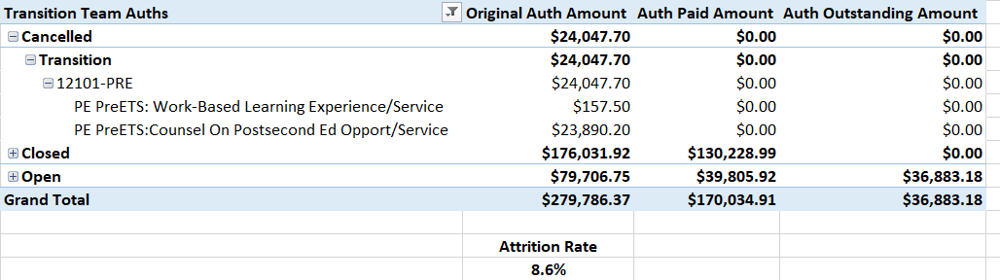 Transition Team Auths Original Auth Amount Auth Paid Amount Auth Outstanding Amount
Cancelled $24,047.70 $0.00 $0.00
Transition $24,047.70 $0.00 $0.00
12101-PRE $24,047.70 $0.00 $0.00
PE PreETS: Work-Based Learning Experience/Service $157.50 $0.00 $0.00
PE PreETS:Counsel On Postsecond Ed Opport/Service $23,890.20 $0.00 $0.00
Closed $176,031.92 $130,228.99 $0.00
Open $79,706.75 $39,805.92 $36,883.18
Grand Total $279,786.37 $170,034.91 $36,883.18
Attrition Rate
8.6%